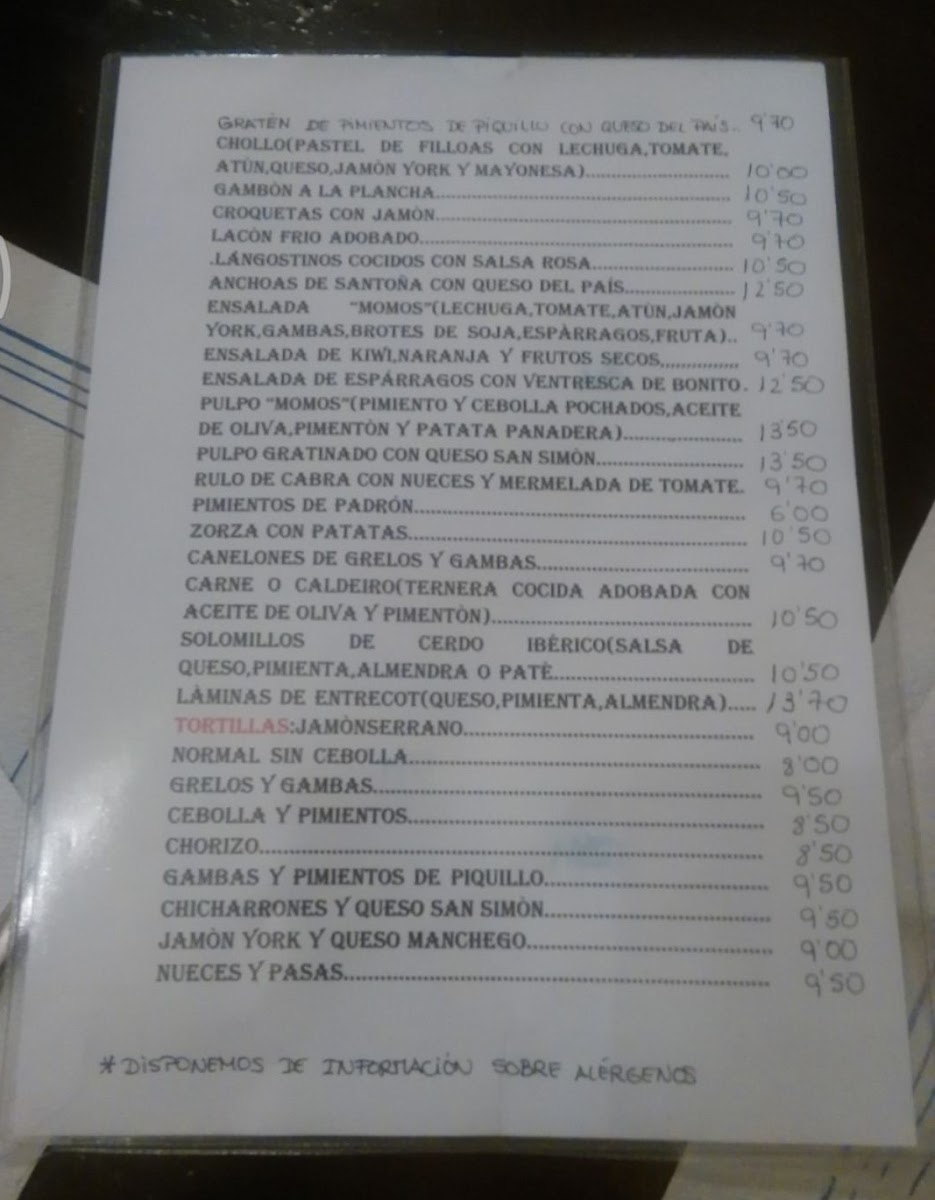 GRATÉN DE PIMIENTOS DE PIQUILLO CON QUESO DEL PAÍS.. 9'70
CHOLLO(PASTEL DE FILLOAS CON LECHUGA,TOMATE,
ATÙN,QUESO,JAMÒN YORK Y MAYONESA)............................ 10'00
GAMBÒN A LA PLANCHA............................................................ 10'50
CROQUETAS CON JAMÒN............................................................ 9'70
LACÒN FRIO ADOBADO............................................................... 9'70
.LÁNGOSTINOS COCIDOS CON SALSA ROSA............................ 10'50
ANCHOAS DE SANTOÑA CON QUESO DEL PAÍS...................... 12'50
ENSALADA "MOMOS"(LECHUGA,TOMATE,ATÙN,JAMÒN
YORK,GAMBAS,BROTES DE SOJA,ESPÀRRAGOS,FRUTA).. 9'70
ENSALADA DE KIWI,NARANJA Y FRUTOS SECOS................ 9'70
ENSALADA DE ESPÁRRAGOS CON VENTRESCA DE BONITO. 12'50
PULPO "MOMOS"(PIMIENTO Y CEBOLLA POCHADOS,ACEITE
DE OLIVA,PIMENTÒN Y PATATA PANADERA)........................ 13'50
PULPO GRATINADO CON QUESO SAN SIMÒN............................. 13'50
RULO DE CABRA CON NUECES Y MERMELADA DE TOMATE. 9'70
PIMIENTOS DE PADRÓN.................................................................. 6'00
ZORZA CON PATATAS.................................................................... 10'50
CANELONES DE GRELOS Y GAMBAS.......................................... 9'70
CARNE O CALDEIRO(TERNERA COCIDA ADOBADA CON
ACEITE DE OLIVA Y PIMENTÒN).................................................. 10'50
SOLOMILLOS DE CERDO IBÈRICO(SALSA DE
QUESO,PIMIENTA,ALMENDRA O PATÈ........................................ 10'50
LÀMINAS DE ENTRECOT(QUESO,PIMIENTA,ALMENDRA)..... 13'70
TORTILLAS:JAMÒNSERRANO........................................................ 9'00
NORMAL SIN CEBOLLA................................................................... 8'00
GRELOS Y GAMBAS........................................................................... 9'50
CEBOLLA Y PIMIENTOS.................................................................... 8'50
CHORIZO................................................................................................ 8'50
GAMBAS Y PIMIENTOS DE PIQUILLO........................................... 9'50
CHICHARRONES Y QUESO SAN SIMÒN........................................... 9'50
JAMÒN YORK Y QUESO MANCHEGO.............................................. 9'00
NUECES Y PASAS................................................................................. 9'50
*DISPONEMOS DE INFORMACIÓN SOBRE ALÉRGENOS